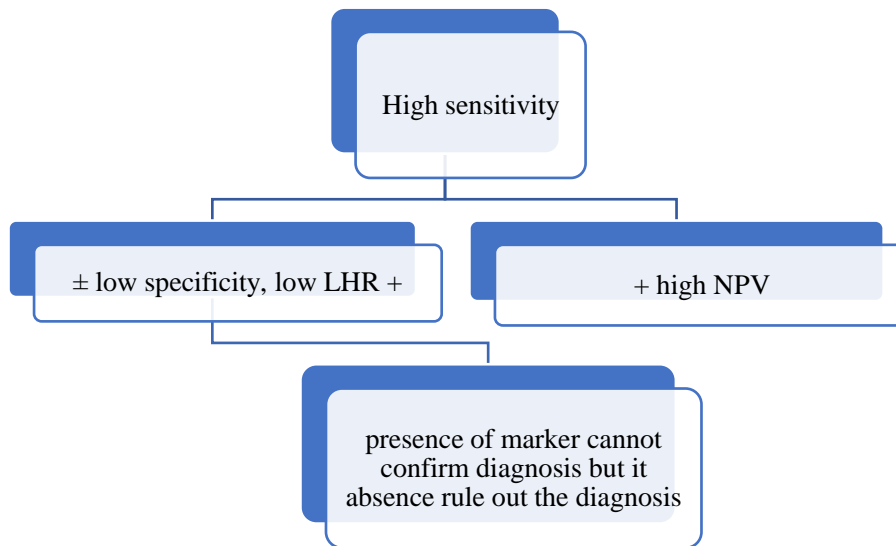 High sensitivity
± low specificity, low LHR +
+ high NPV
presence of marker cannot
confirm diagnosis but it
absence rule out the diagnosis